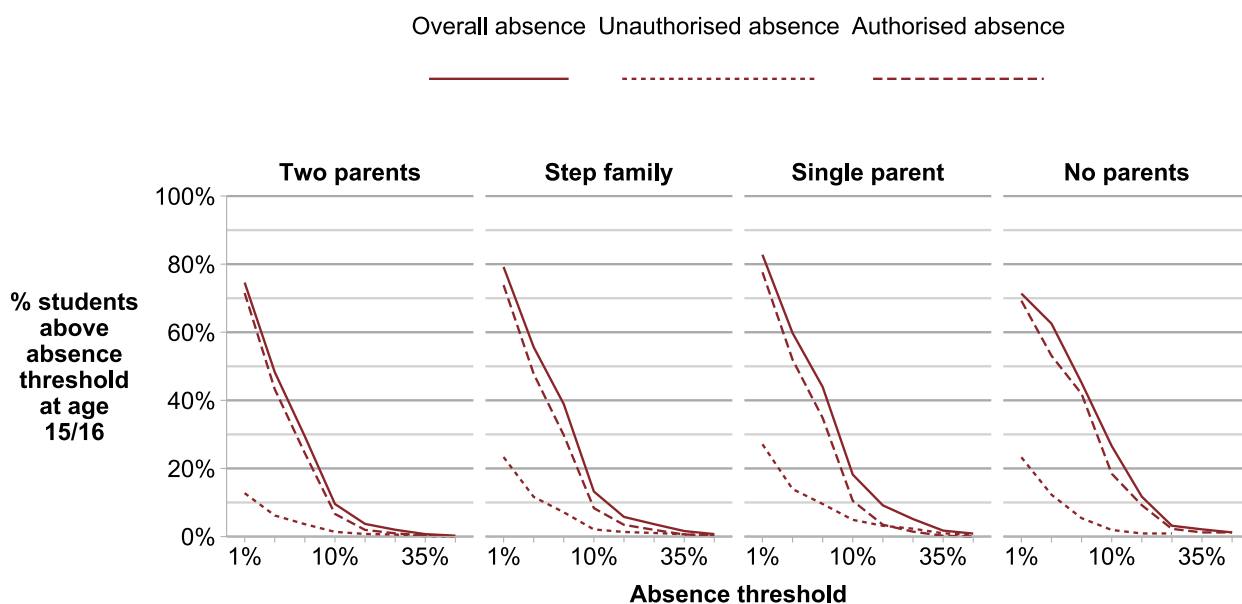 Overall absence Unauthorised absence Authorised absence
Two parents Step family Single parent No parents
100%
80%
60%
40%
20%
0%
% students
above
absence
threshold
at age
15/16
1% 10% 35% 1% 10% 35% 1% 10% 35% 1% 10% 35%
Absence threshold